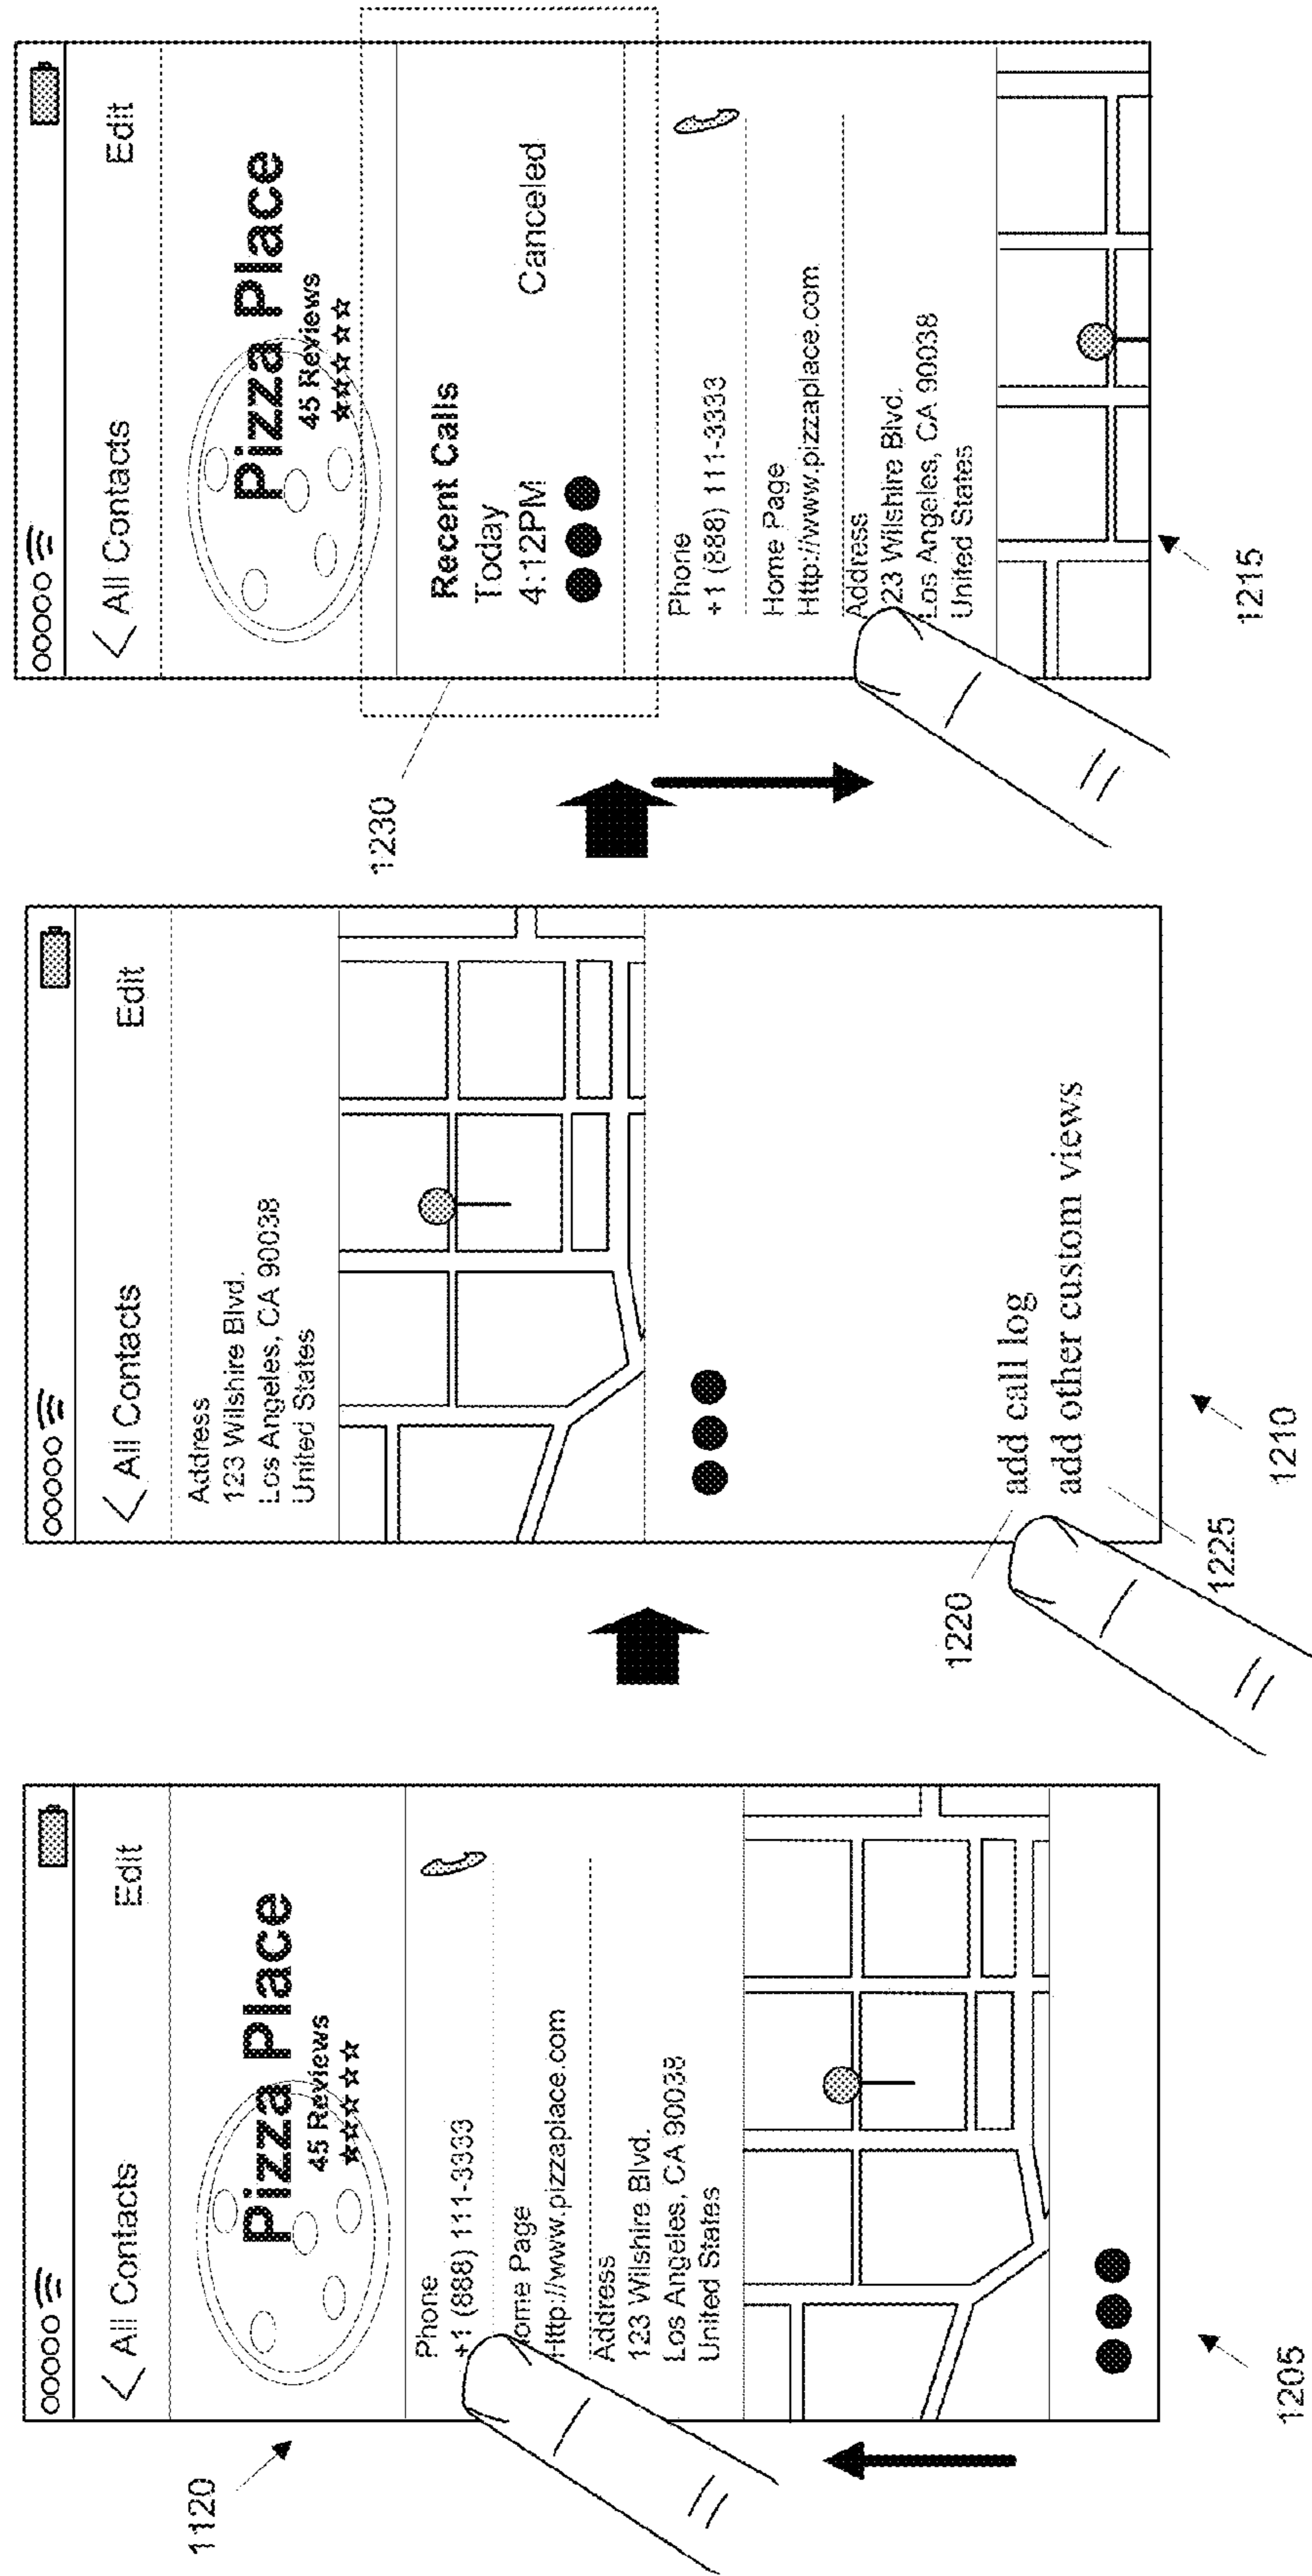 1120
ooooo
All Contacts
Edit
Pizza Place
45 Reviews
Phone
+1 (888) 111-3333
ome Page
Http://www.pizzaplace.com
Address
123 Wilshire Blvd.
Los Angeles, CA 90038
United States
1205
ooooo
All Contacts
Edit
Address
123 Wilshire Blvd.
Los Angeles, CA 90038
United States
1220
add call log
add other custom views
1225
1210
ooooo
All Contacts
Edit
Pizza Place
45 Reviews
1230
Recent Calls
Today
4:12PM
Canceled
Phone
+1 (888) 111-3333
Home Page
Http://www.pizzaplace.com
Address
23 Wilshire Blvd.
Los Angeles, CA 90038
United States
1215